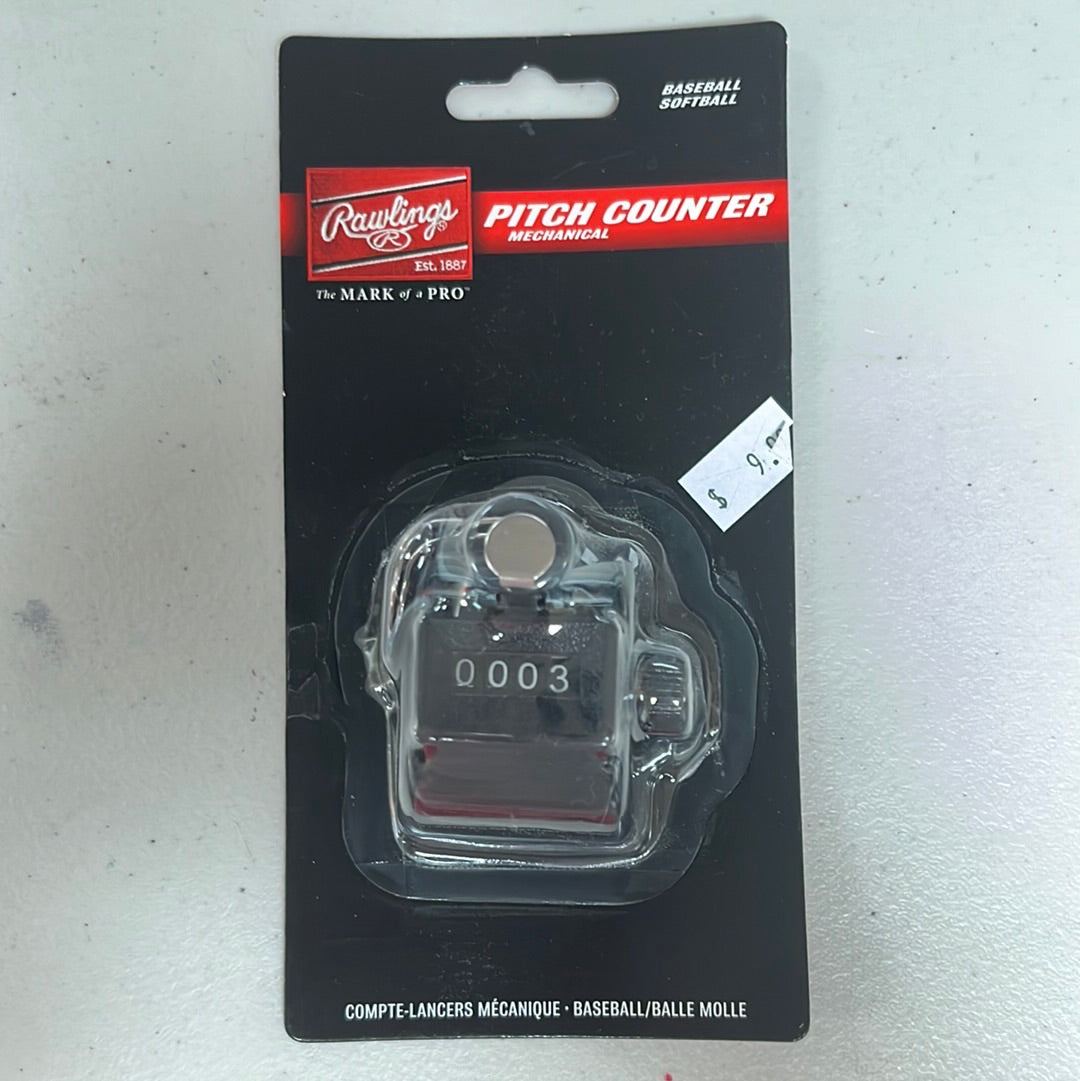 BASEBALL
SOFTBALL
Rawlings®
R
Est. 1887
The MARK of a PRO™
PITCH COUNTER
MECHANICAL
$ 9.
0003
COMPTE-LANCERS MÉCANIQUE • BASEBALL/BALLE MOLLE